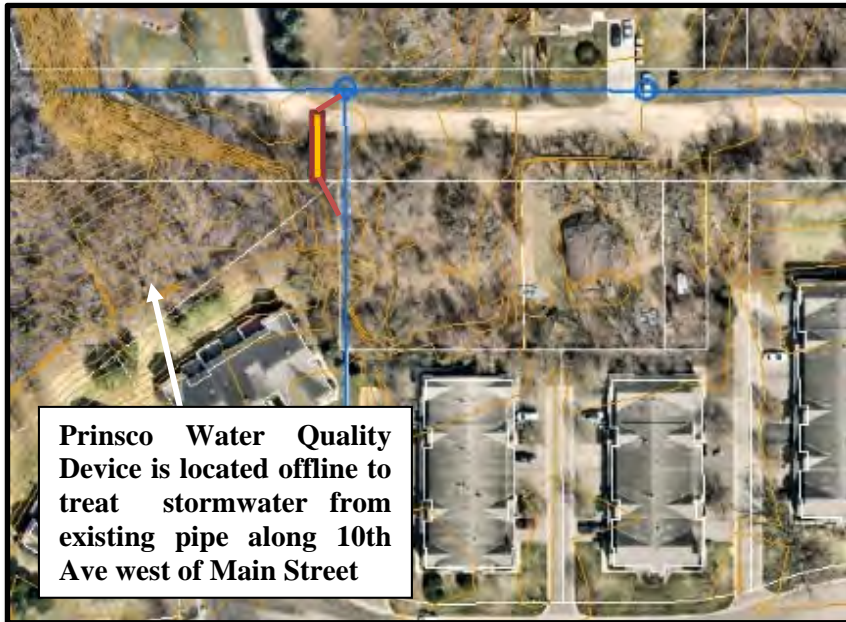 Prinsco Water Quality
Device is located offline to
treat stormwater from
existing pipe along 10th
Ave west of Main Street